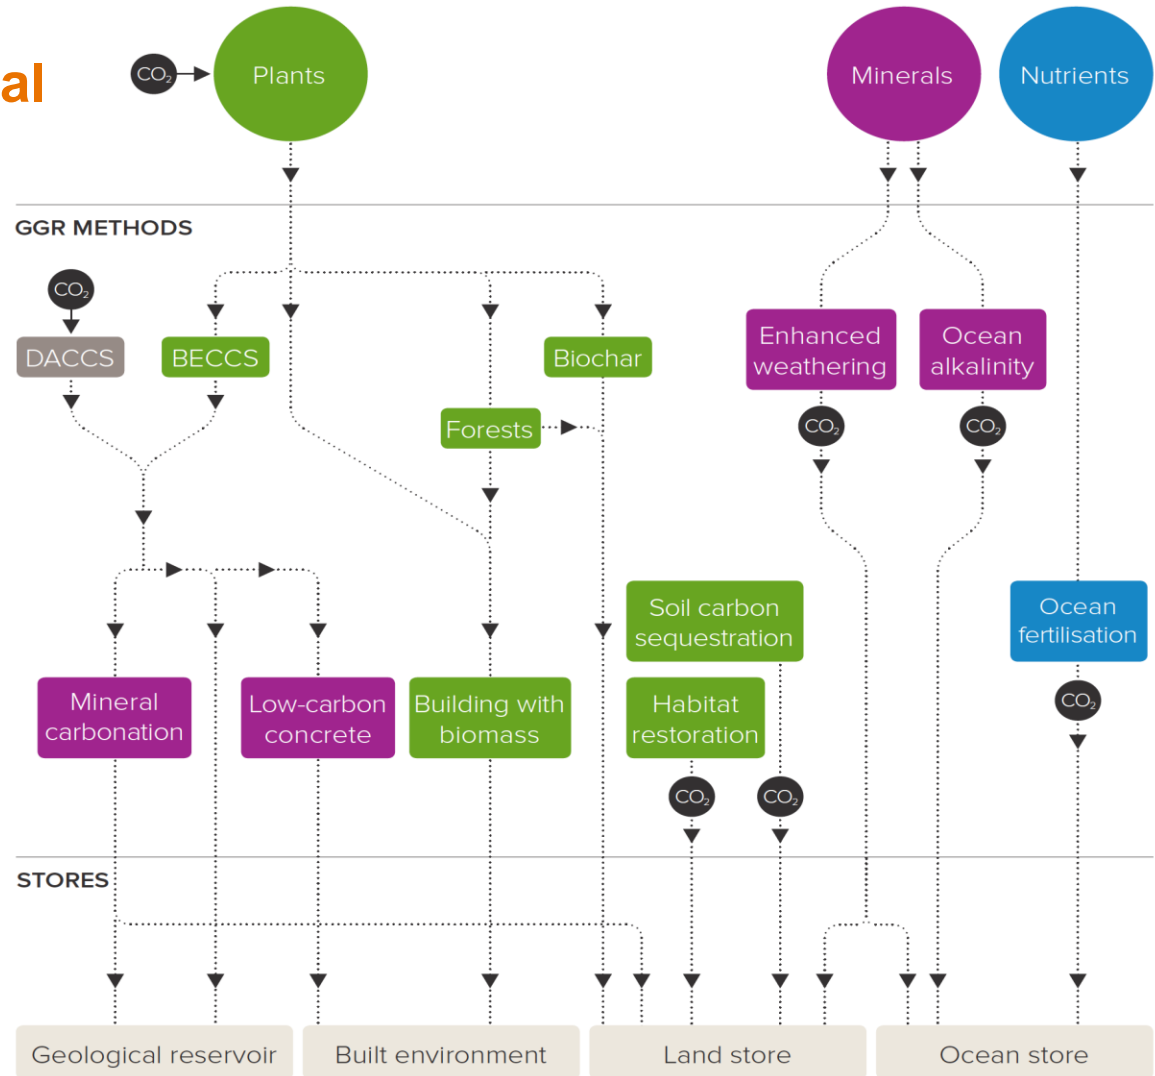 al
CO₂
Plants
Minerals
Nutrients
GGR METHODS
CO₂
DACCS
BECCS
Biochar
Enhanced
weathering
Ocean
alkalinity
Forests
CO₂
CO₂
Soil carbon
sequestration
Ocean
fertilisation
Mineral
carbonation
Low-carbon
concrete
Building with
biomass
Habitat
restoration
CO₂
CO₂
CO₂
STORES
Geological reservoir
Built environment
Land store
Ocean store